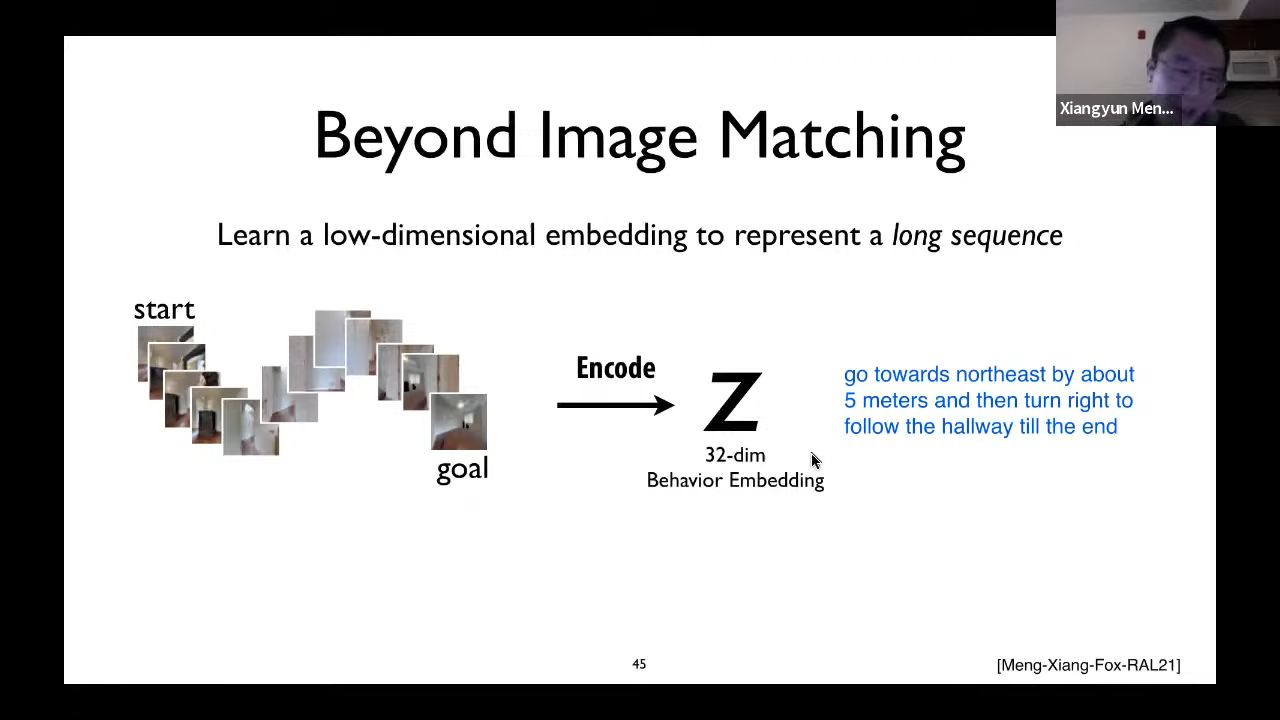 Xiangyun Men...
Beyond Image Matching
Learn a low-dimensional embedding to represent a long sequence
start
goal
Encode
z
32-dim
Behavior Embedding
go towards northeast by about
5 meters and then turn right to
follow the hallway till the end
45
[Meng-Xiang-Fox-RAL21]